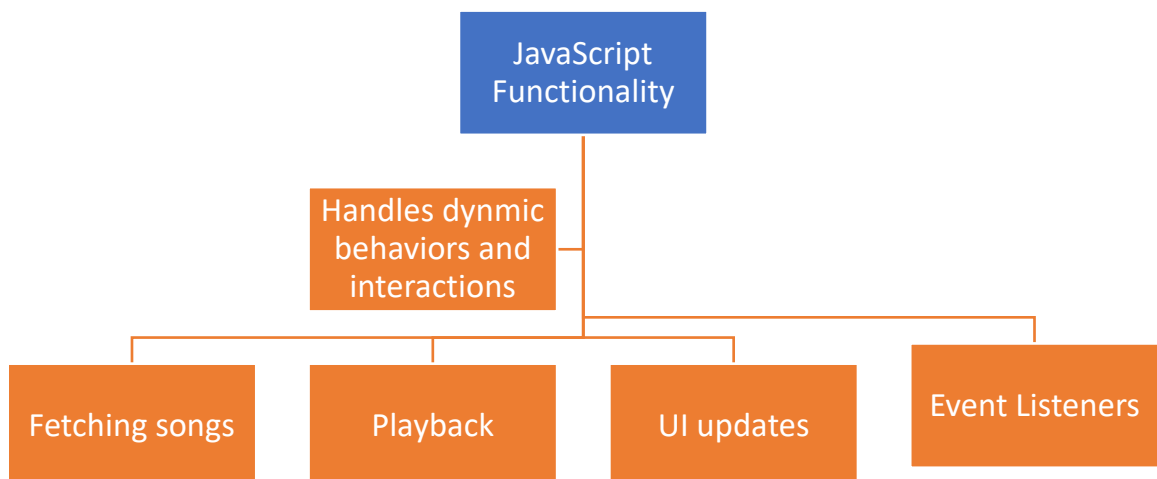 JavaScript
Functionality
Handles dynmic
behaviors and
interactions
Fetching songs
Playback
UI updates
Event Listeners